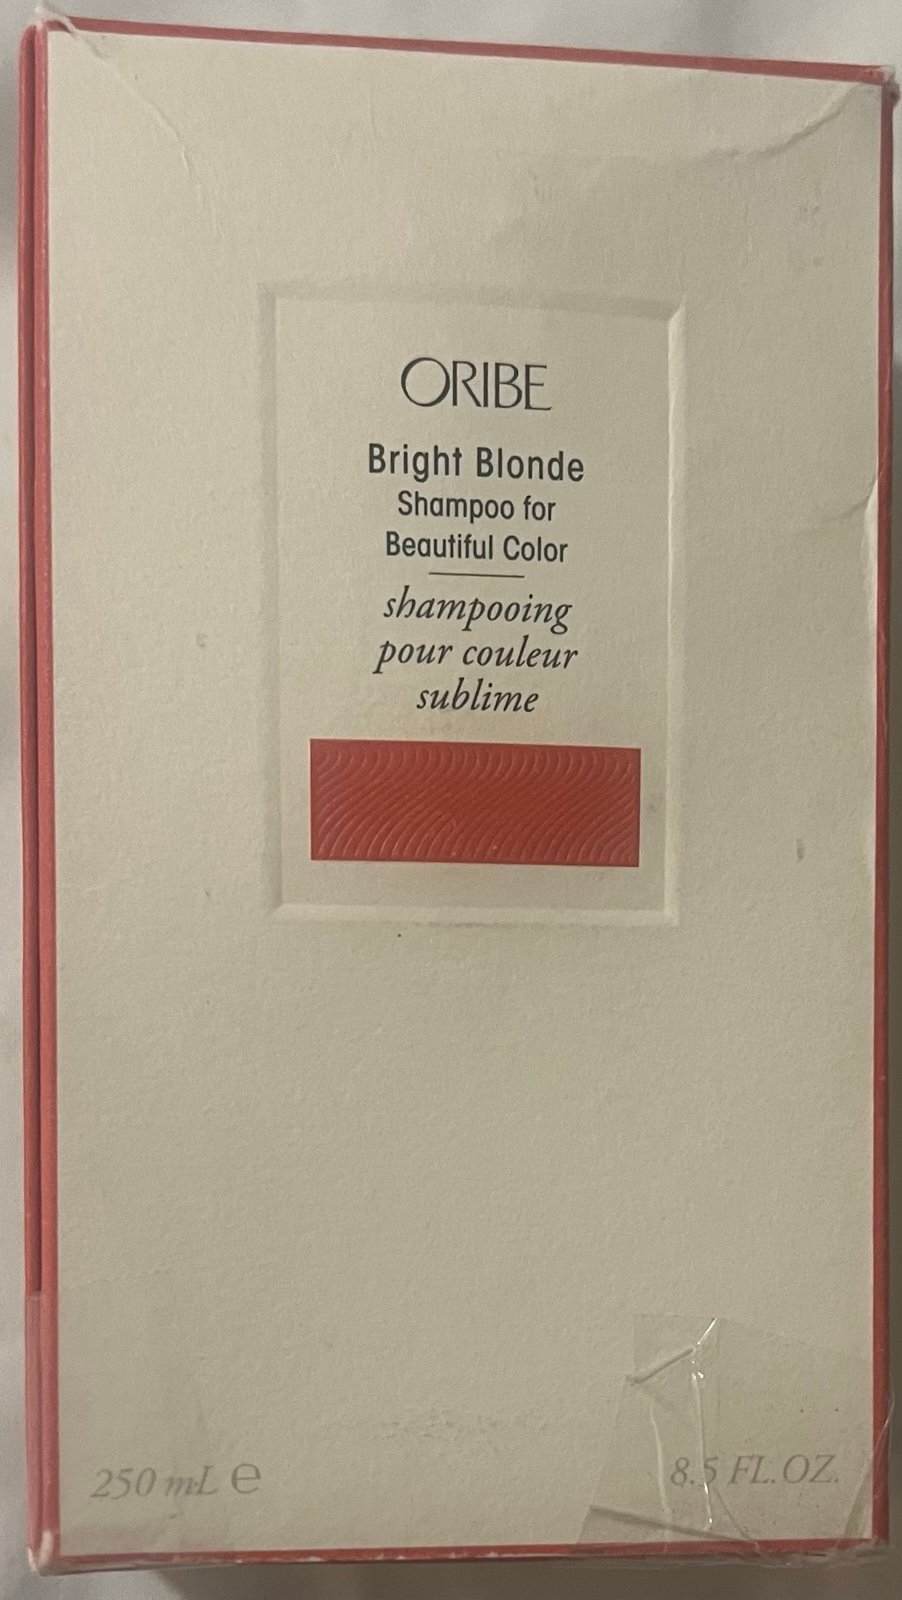 ORIBE
Bright Blonde
Shampoo for
Beautiful Color
shampooing
pour couleur
sublime
250 mL ℮
8.5 FL.OZ.